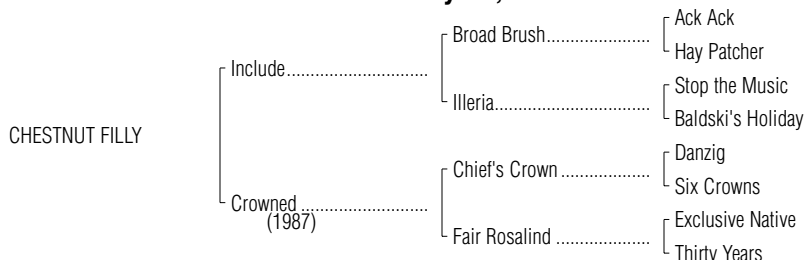 Ack Ack
Broad Brush......................
Hay Patcher
Include..............................
Stop the Music
Illeria.................................
Baldski's Holiday
CHESTNUT FILLY
Danzig
Chief's Crown ...................
Six Crowns
Crowned ...........................
(1987)
Exclusive Native
Fair Rosalind ....................
Thirty Years